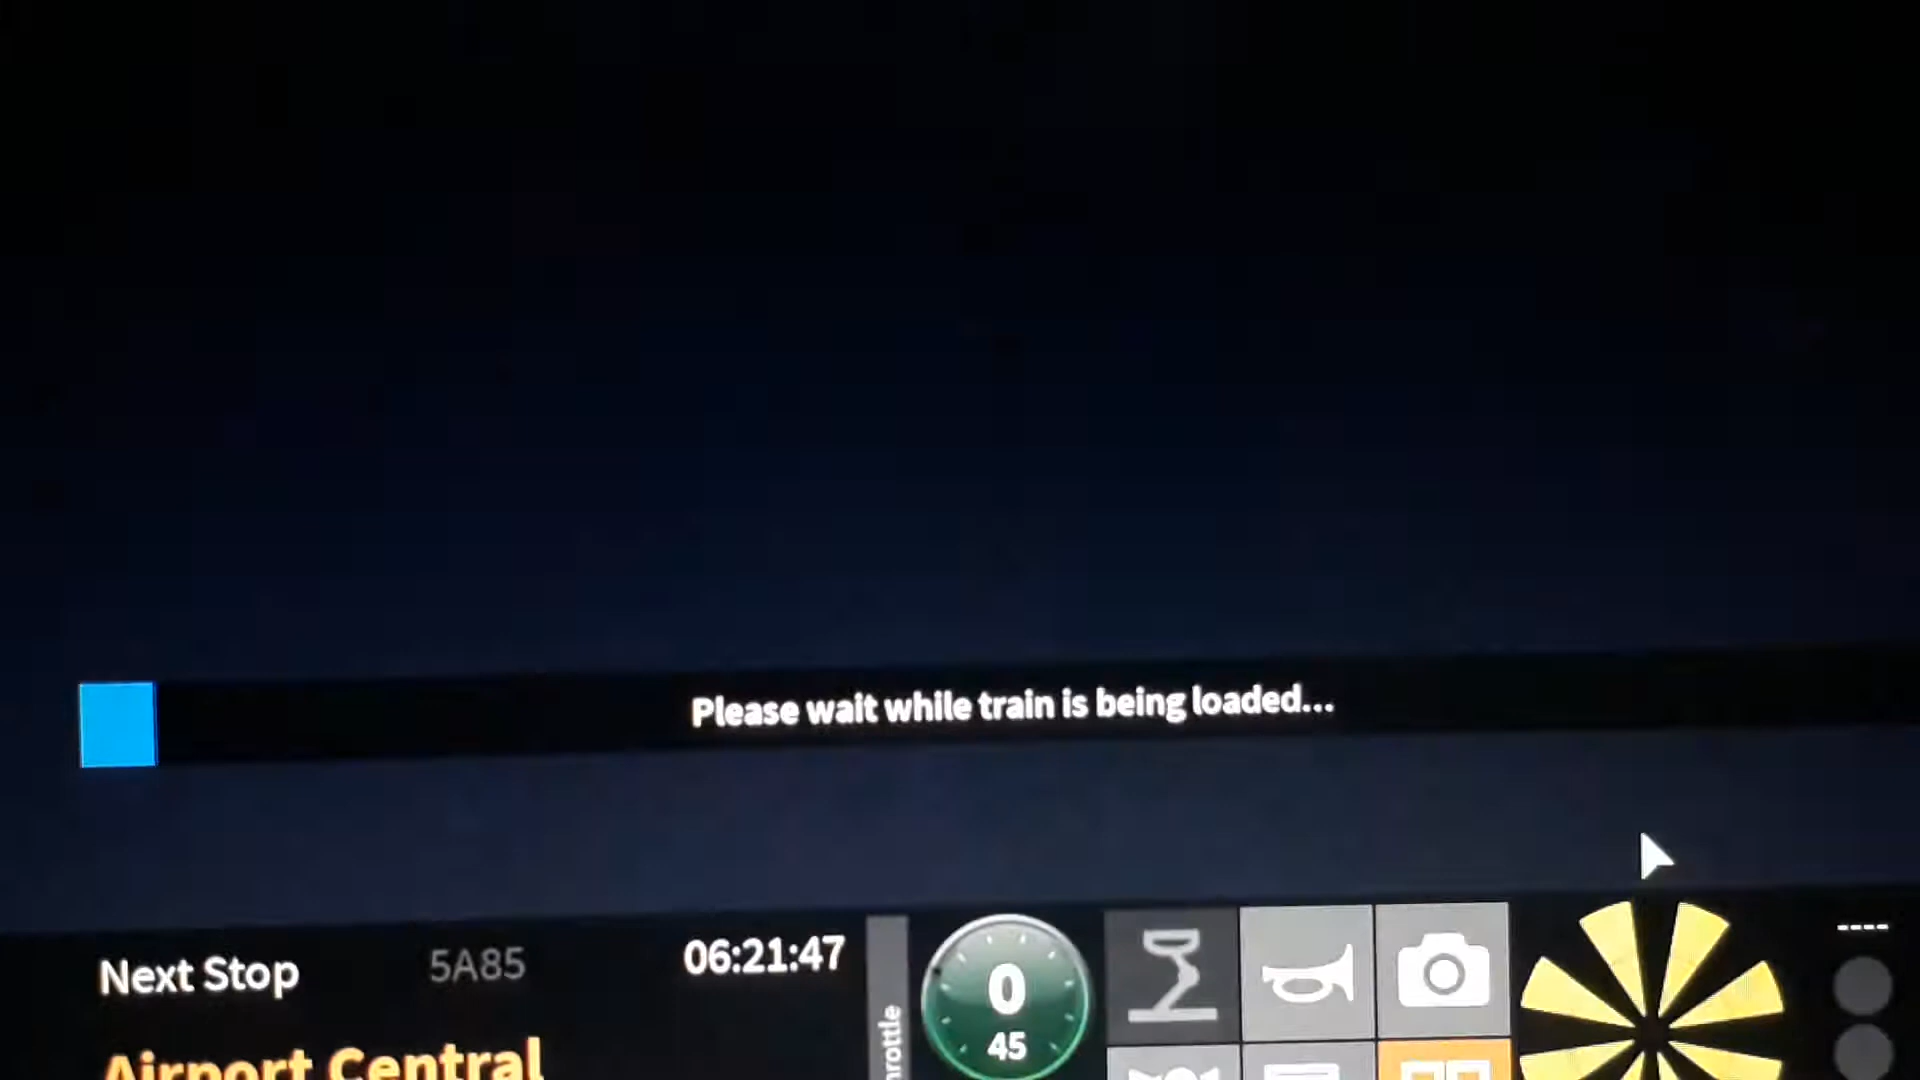 Please wait while train is being loaded...
Next Stop 5A85 06:21:47
0
45
Airport Central
----